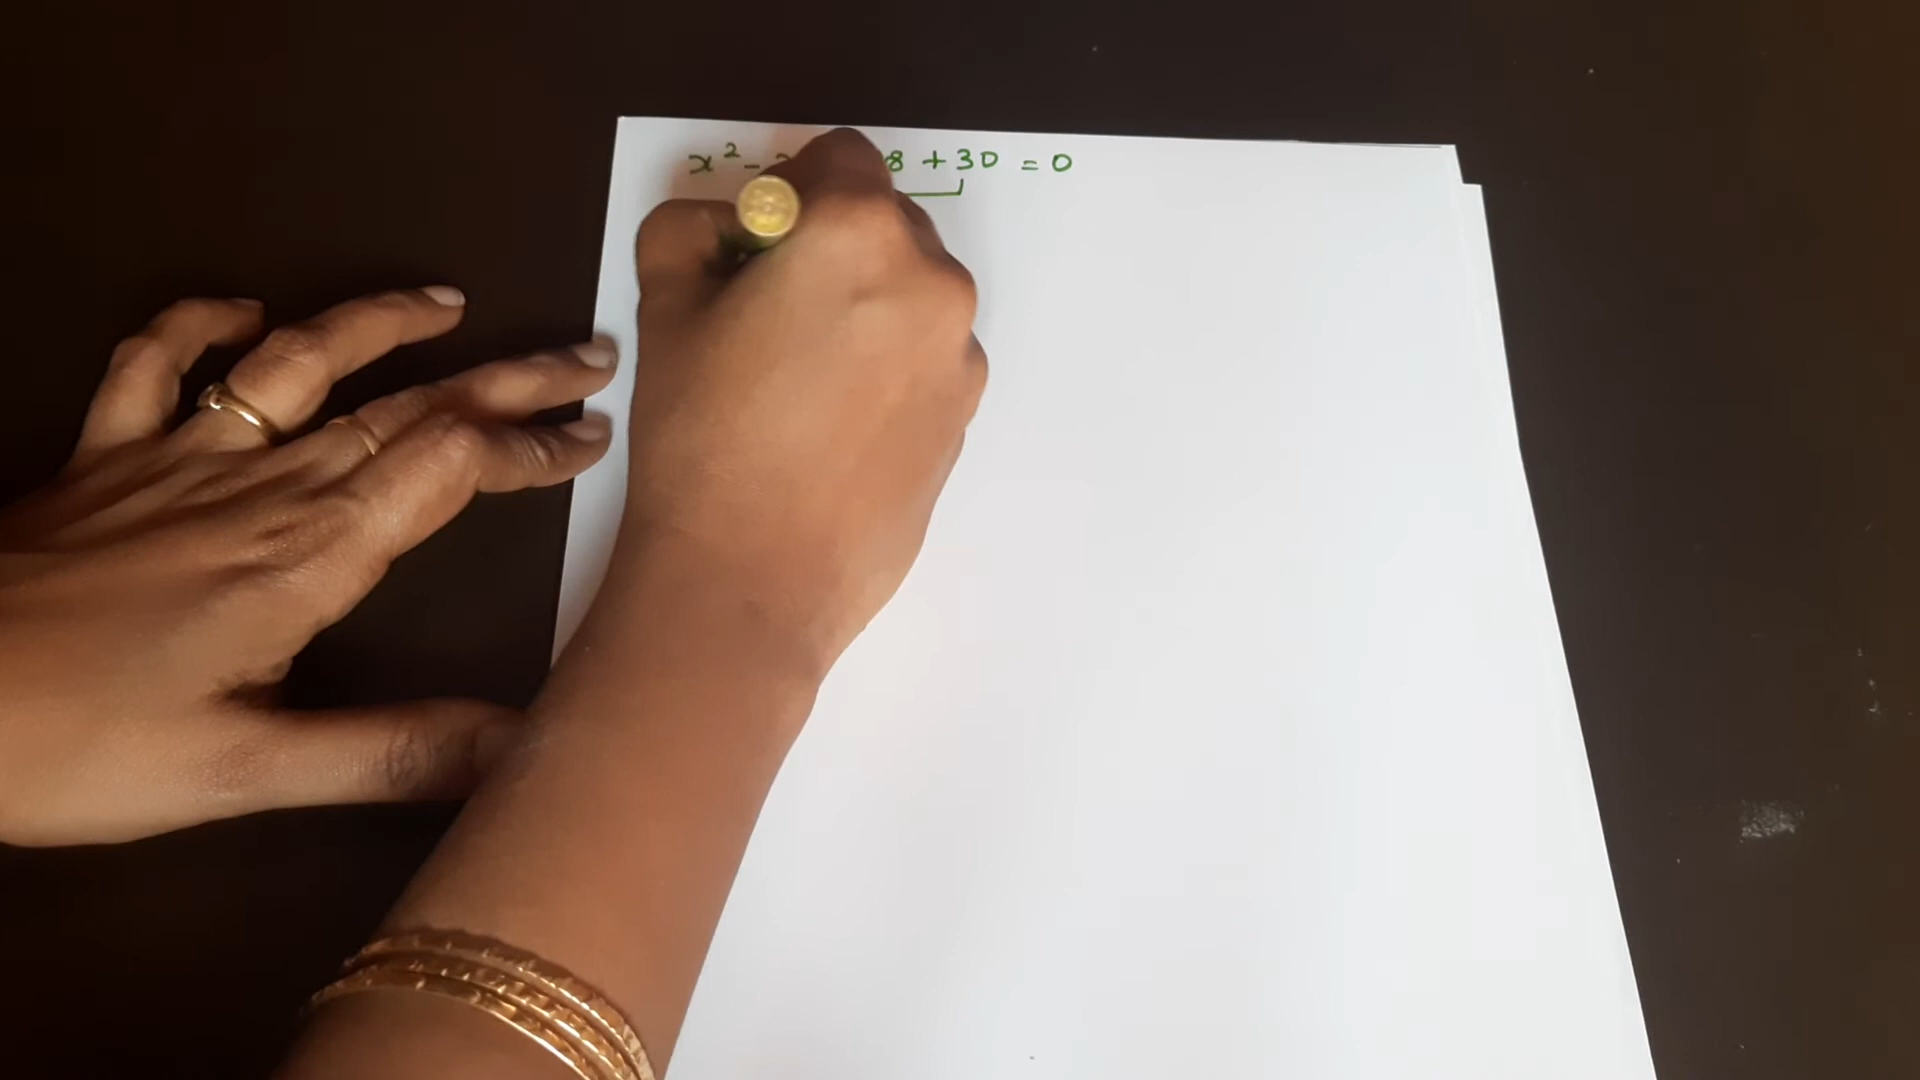 x² - 8 + 30 = 0